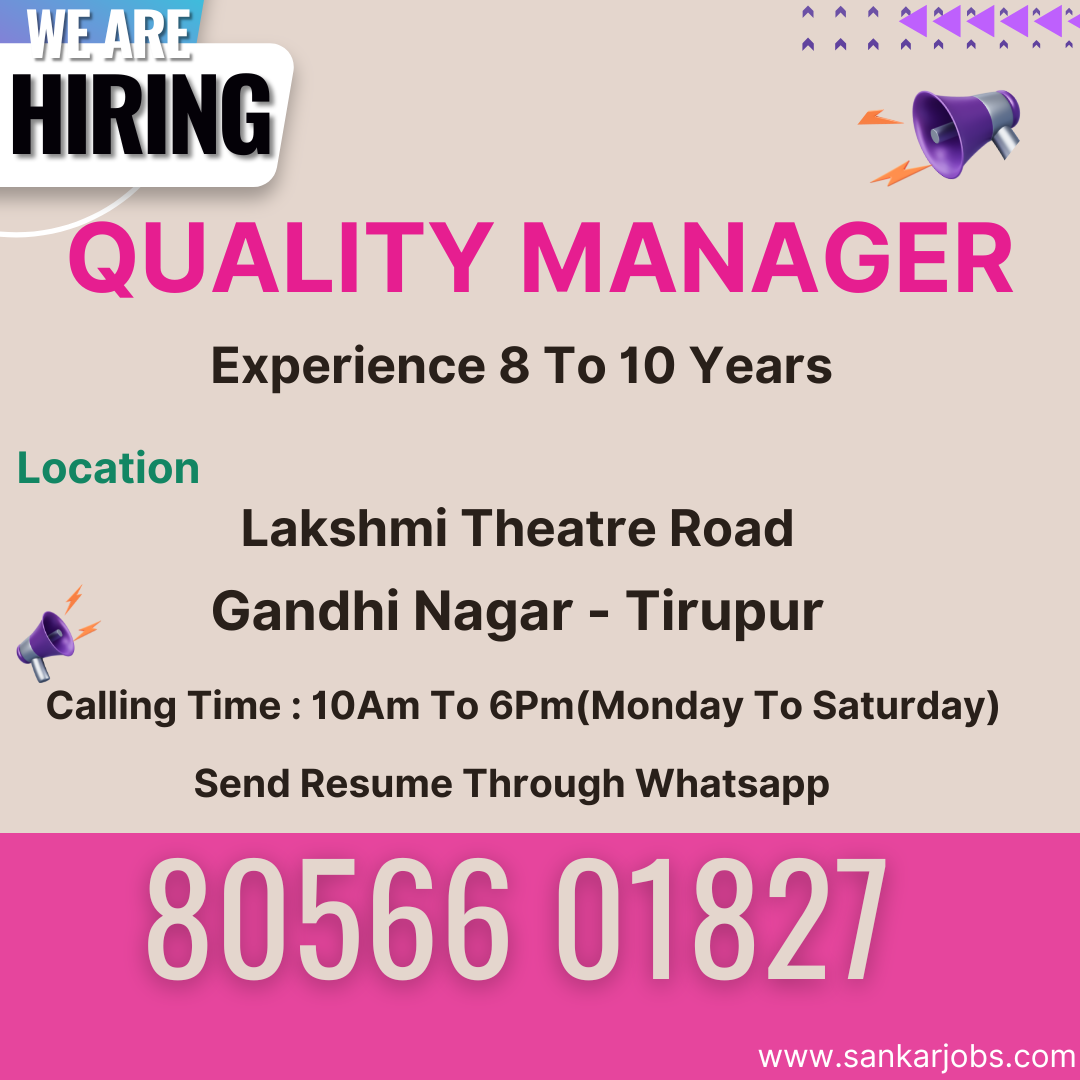 WE ARE
HIRING
QUALITY MANAGER
Experience 8 To 10 Years
Location
Lakshmi Theatre Road
Gandhi Nagar - Tirupur
Calling Time : 10Am To 6Pm(Monday To Saturday)
Send Resume Through Whatsapp
80566 01827
www.sankarjobs.com